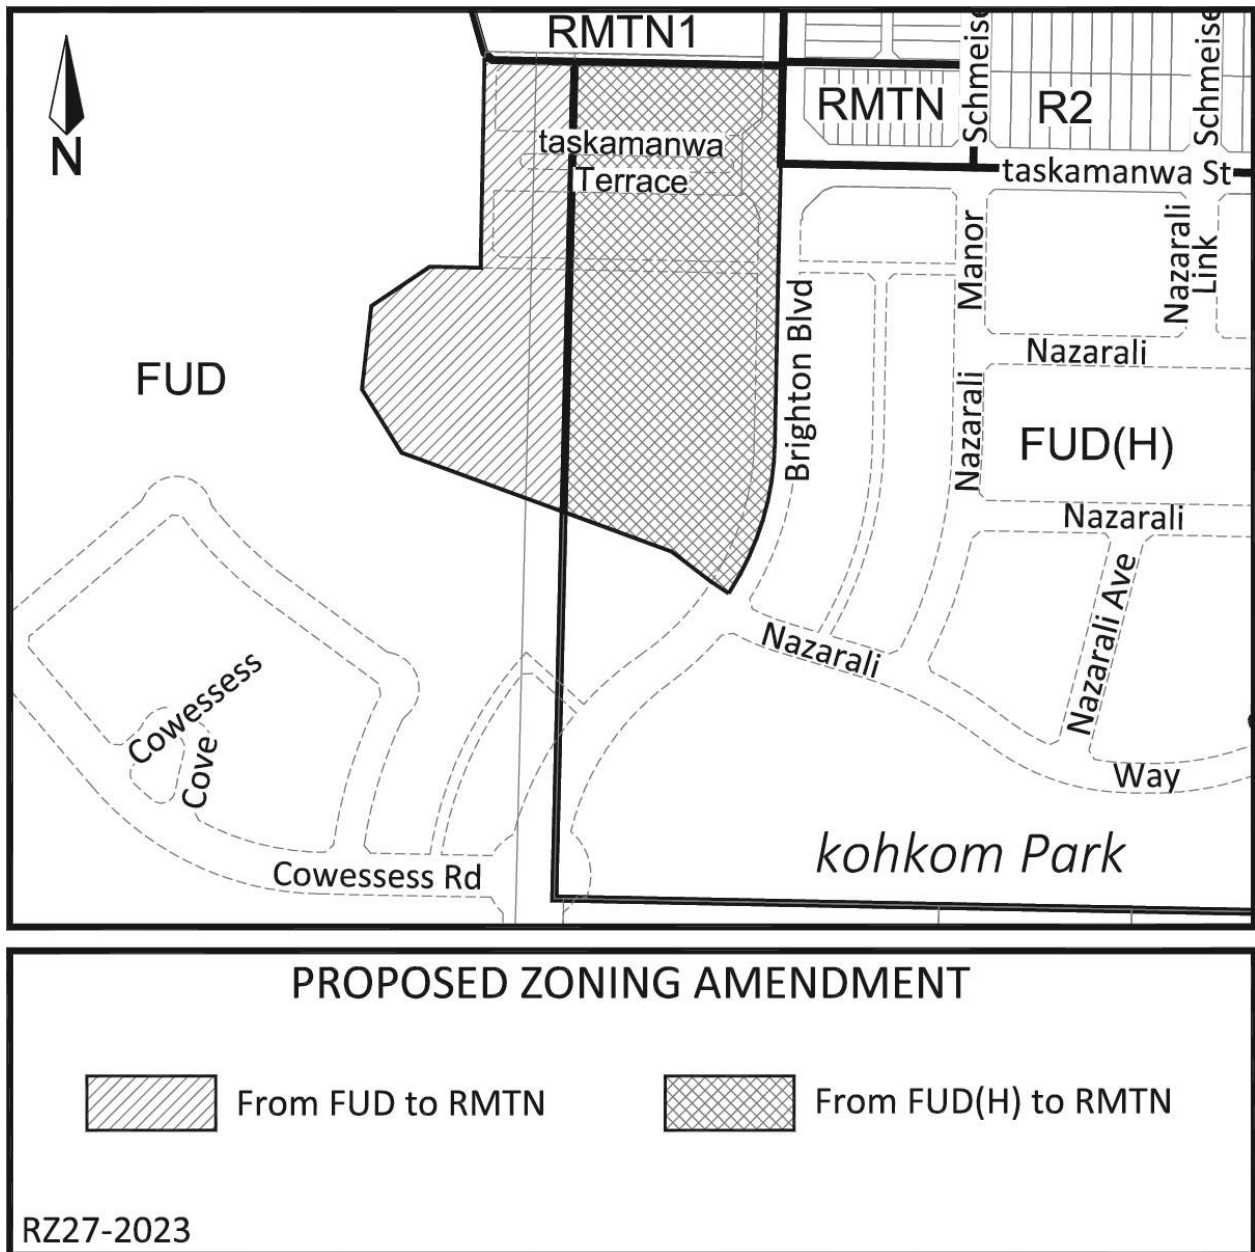 RMTN1
Schmeise
Schmeise
RMTN
R2
N
taskamanwa
Terrace
taskamanwa St
Manor
Nazarali
Link
Brighton Blvd
Nazarali
FUD
Nazarali
FUD(H)
Nazarali
Nazarali Ave
Nazarali
Cowessess
Cove
Way
kohkom Park
Cowessess Rd
PROPOSED ZONING AMENDMENT
From FUD to RMTN
From FUD(H) to RMTN
RZ27-2023